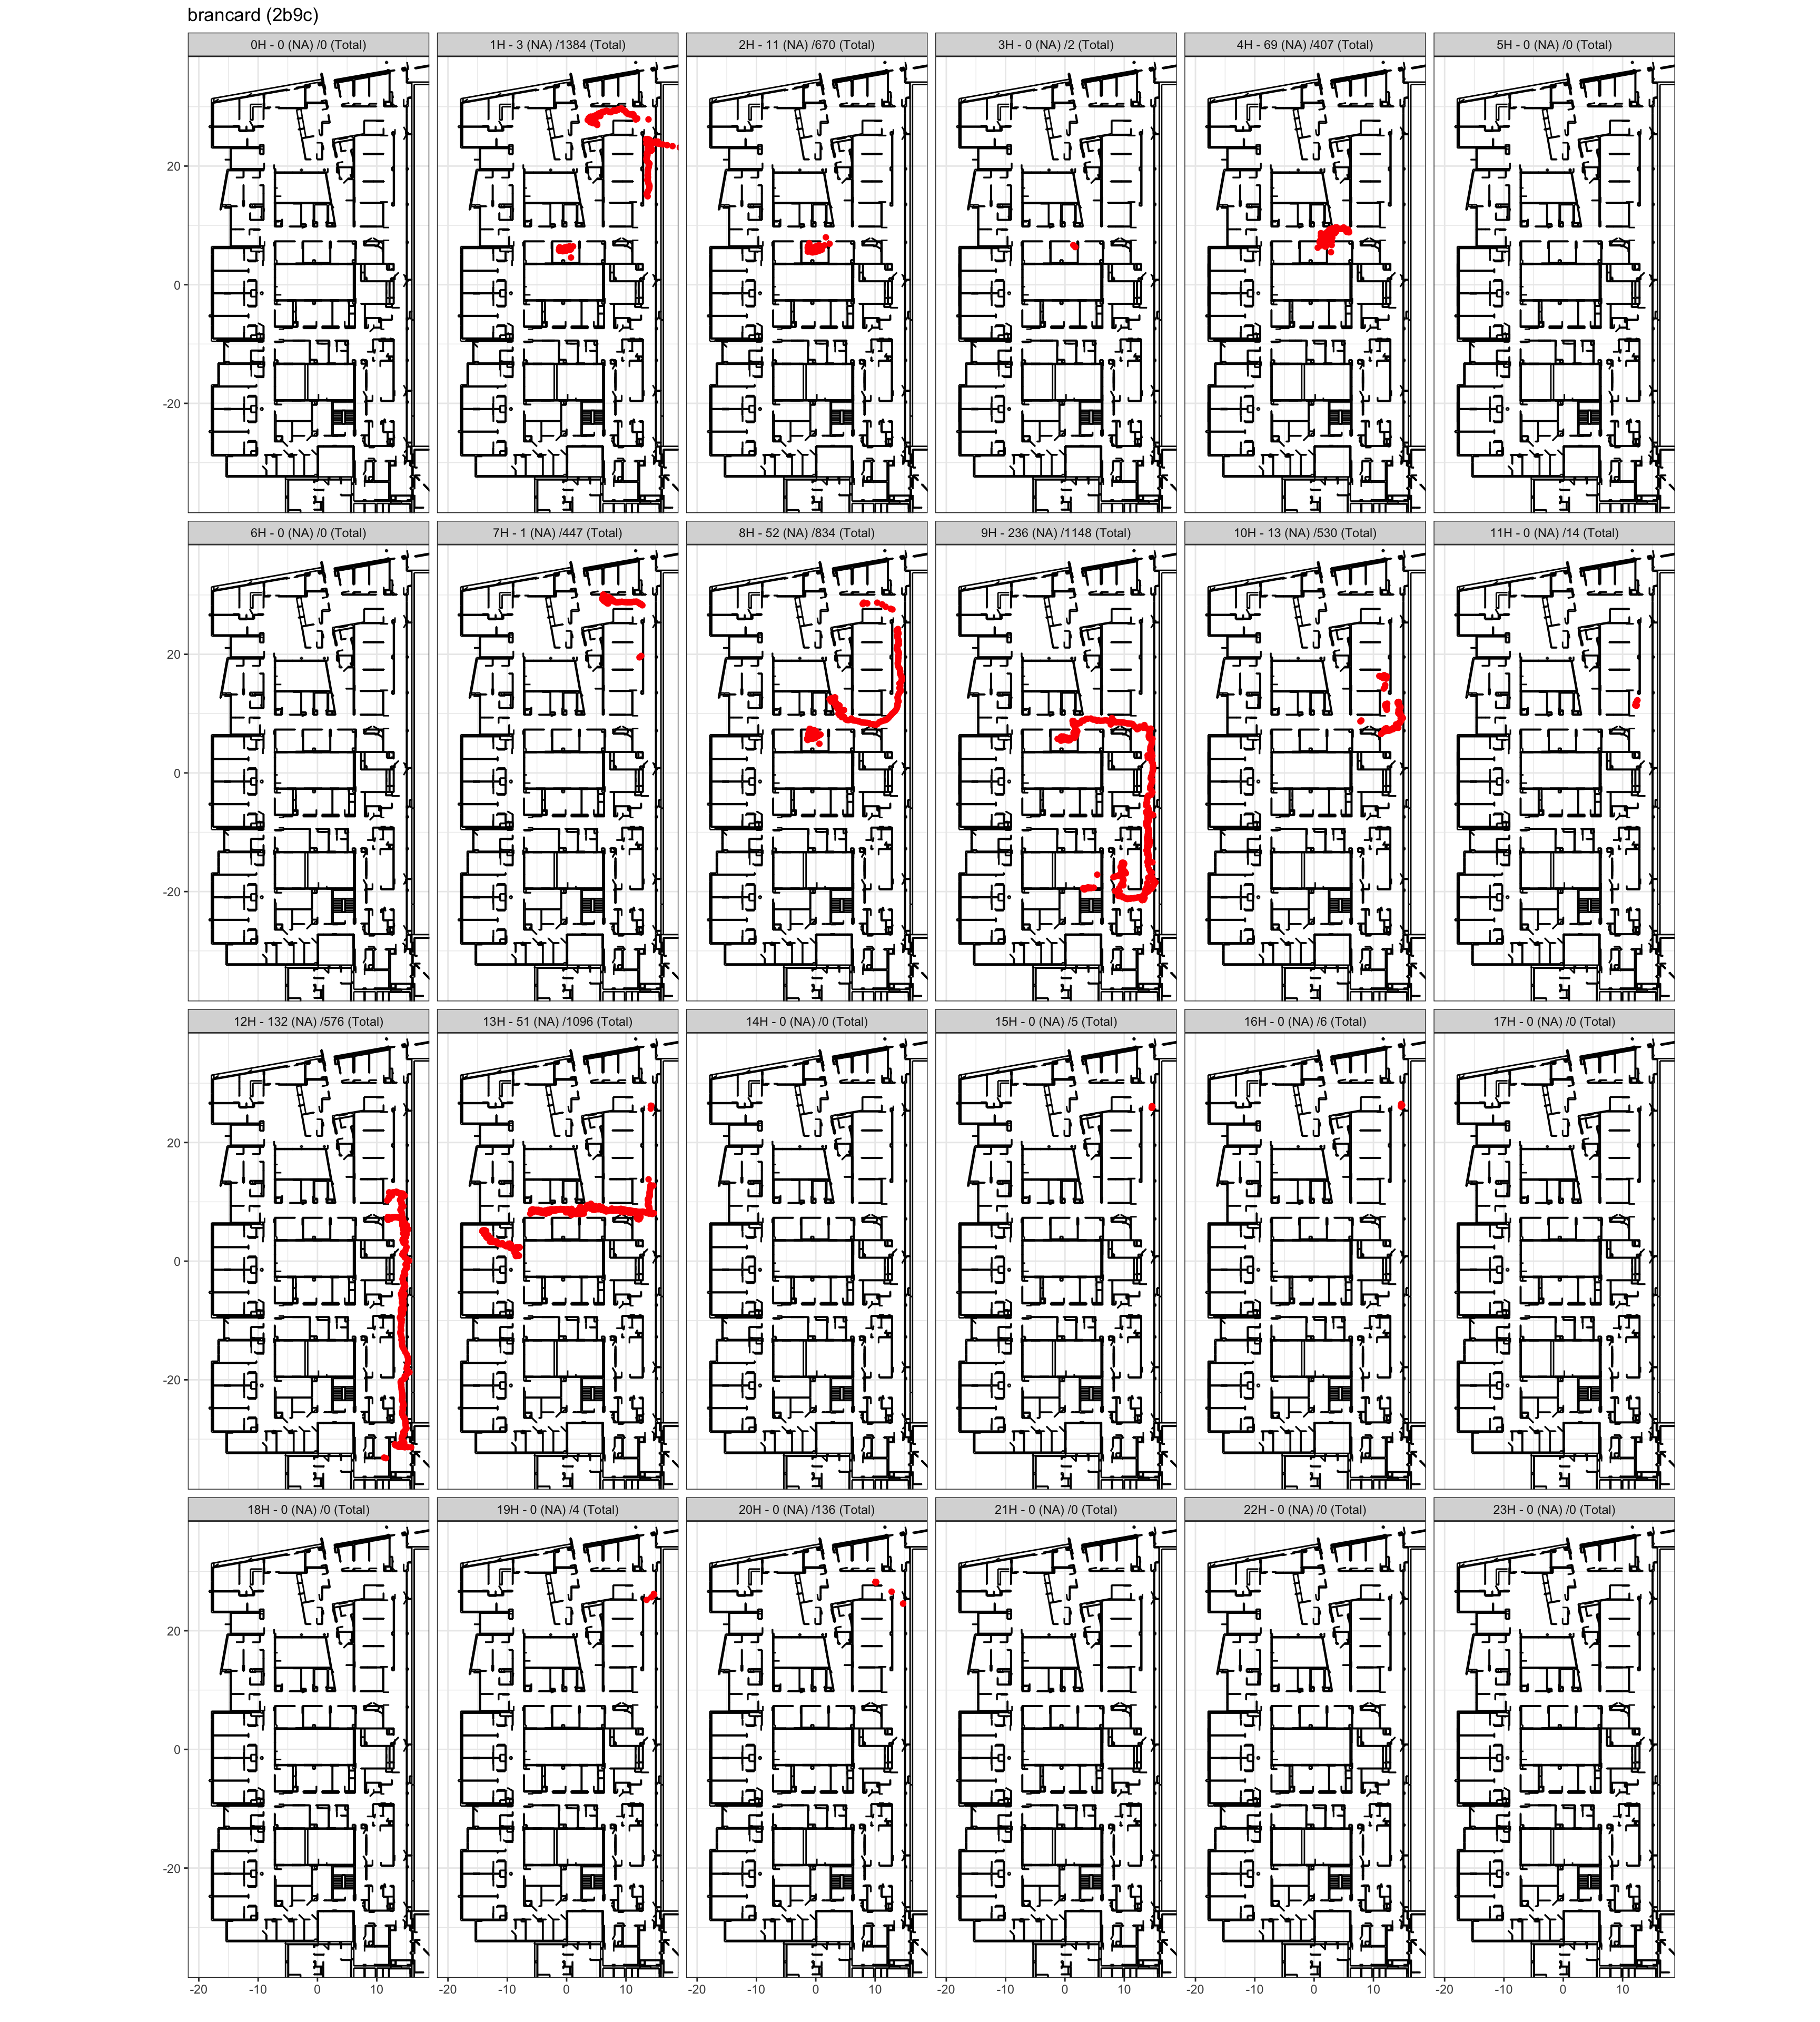 brancard (2b9c)
0H - 0 (NA) /0 (Total)
1H - 3 (NA) /1384 (Total)
2H - 11 (NA) /670 (Total)
3H - 0 (NA) /2 (Total)
4H - 69 (NA) /407 (Total)
5H - 0 (NA) /0 (Total)
20
0
-20
6H - 0 (NA) /0 (Total)
7H - 1 (NA) /447 (Total)
8H - 52 (NA) /834 (Total)
9H - 236 (NA) /1148 (Total)
10H - 13 (NA) /530 (Total)
11H - 0 (NA) /14 (Total)
20
0
-20
12H - 132 (NA) /576 (Total)
13H - 51 (NA) /1096 (Total)
14H - 0 (NA) /0 (Total)
15H - 0 (NA) /5 (Total)
16H - 0 (NA) /6 (Total)
17H - 0 (NA) /0 (Total)
20
0
-20
18H - 0 (NA) /0 (Total)
19H - 0 (NA) /4 (Total)
20H - 0 (NA) /136 (Total)
21H - 0 (NA) /0 (Total)
22H - 0 (NA) /0 (Total)
23H - 0 (NA) /0 (Total)
20
0
-20
-20 -10 0 10
-20 -10 0 10
-20 -10 0 10
-20 -10 0 10
-20 -10 0 10
-20 -10 0 10